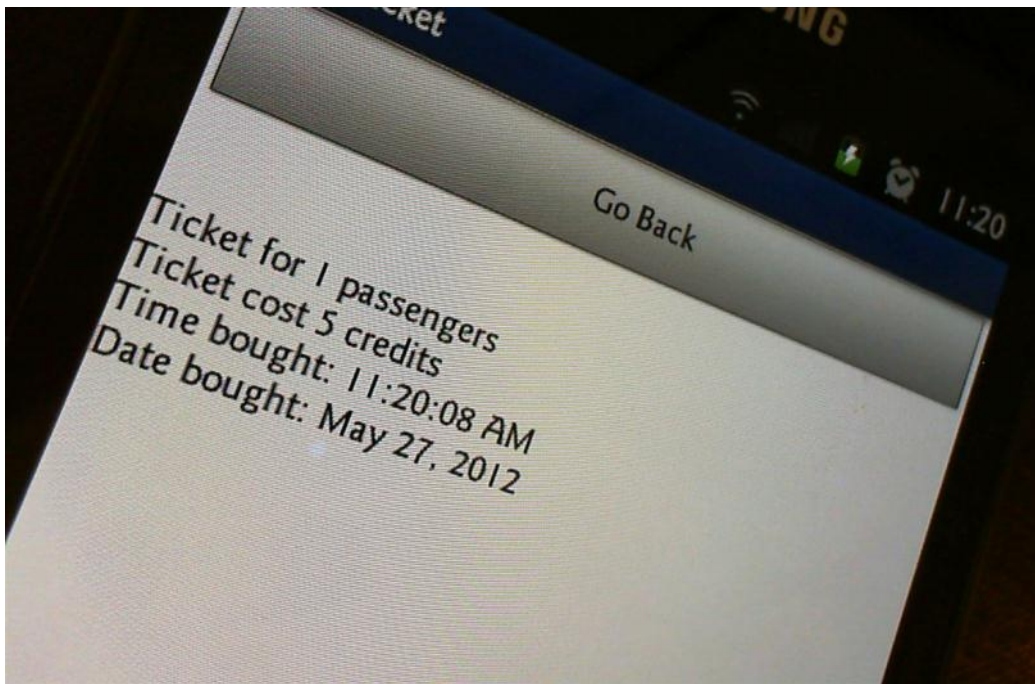 11:20
Go Back
Ticket for 1 passengers
Ticket cost 5 credits
Time bought: 11:20:08 AM
Date bought: May 27, 2012